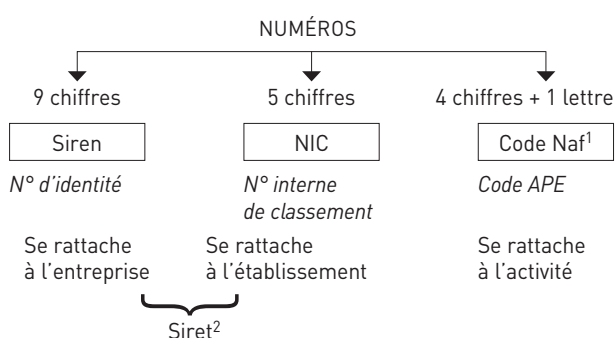 NUMÉROS
9 chiffres
5 chiffres
4 chiffres + 1 lettre
Siren
NIC
Code Naf¹
N° d'identité
N° interne
de classement
Code APE
Se rattache
à l'entreprise
Se rattache
à l'établissement
Se rattache
à l'activité
Siret²